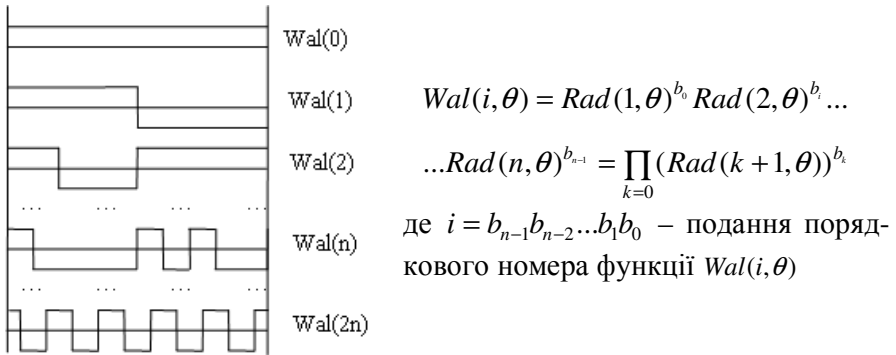 Wal(0)
Wal(1)
Wal(2)
... ... ... ...
Wal(n)
... ... ... ...
Wal(2n)
Wal(i,θ) = Rad(1,θ)^{b_0} Rad(2,θ)^{b_i} ...
...Rad(n,θ)^{b_{n-1}} = ∏_{k=0} (Rad(k+1,θ))^{b_k}
де i = b_{n-1}b_{n-2}...b_1b_0 – подання поряд-
кового номера функції Wal(i,θ)